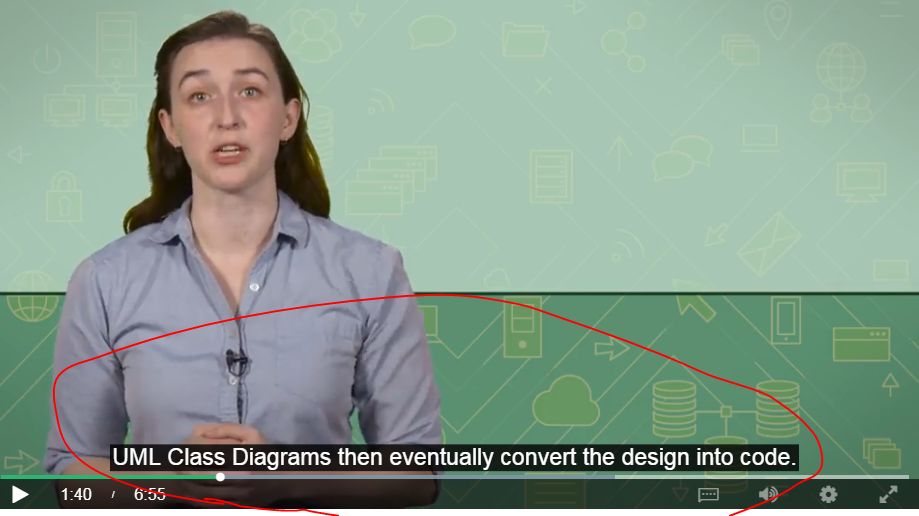 UML Class Diagrams then eventually convert the design into code.
1:40 / 6:55